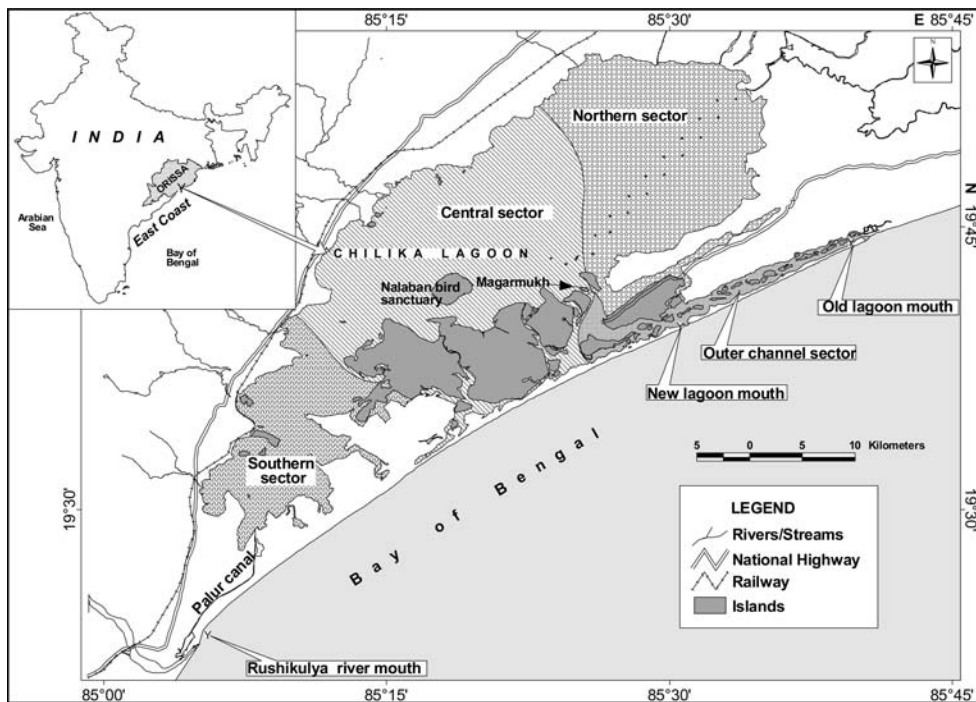 85°15'
85°30'
E
85°45'
N
INDIA
ORISSA
East Coast
Arabian
Sea
Bay of
Bengal
Northern sector
Central sector
N
19°45'
CHILIKA LAGOON
Nalaban bird
sanctuary
Magarmukh
Old lagoon mouth
Outer channel sector
New lagoon mouth
5 0 5 10 Kilometers
Southern
sector
19°30'
19°30'
Bay of Bengal
LEGEND
Rivers/Streams
National Highway
Railway
Islands
Palur canal
Rushikulya river mouth
85°00'
85°15'
85°30'
85°45'